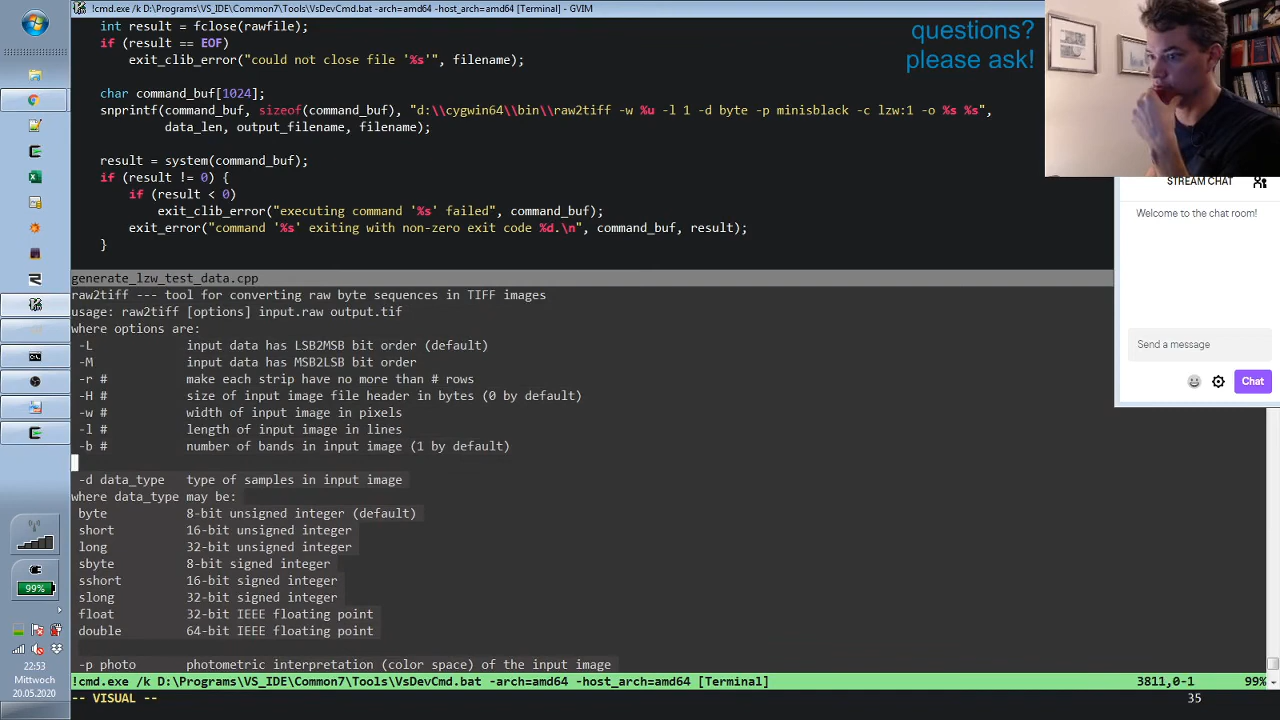 !cmd.exe /k D:\Programs\VS_IDE\Common7\Tools\VsDevCmd.bat -arch=amd64 -host_arch=amd64 [Terminal] - GVIM
int result = fclose(rawfile);
if (result == EOF)
exit_clib_error("could not close file '%s'", filename);
char command_buf[1024];
snprintf(command_buf, sizeof(command_buf), "d:\\cygwin64\\bin\\raw2tiff -w %u -l 1 -d byte -p minisblack -c lzw:1 -o %s %s",
data_len, output_filename, filename);
result = system(command_buf);
if (result != 0) {
if (result < 0)
exit_clib_error("executing command '%s' failed", command_buf);
exit_error("command '%s' exiting with non-zero exit code %d.\n", command_buf, result);
}
questions?
please ask!
STREAM CHAT
Welcome to the chat room!
Send a message
Chat
generate_lzw_test_data.cpp
raw2tiff --- tool for converting raw byte sequences in TIFF images
usage: raw2tiff [options] input.raw output.tif
where options are:
-L input data has LSB2MSB bit order (default)
-M input data has MSB2LSB bit order
-r # make each strip have no more than # rows
-H # size of input image file header in bytes (0 by default)
-w # width of input image in pixels
-l # length of input image in lines
-b # number of bands in input image (1 by default)
-d data_type type of samples in input image
where data_type may be:
byte 8-bit unsigned integer (default)
short 16-bit unsigned integer
long 32-bit unsigned integer
sbyte 8-bit signed integer
sshort 16-bit signed integer
slong 32-bit signed integer
float 32-bit IEEE floating point
double 64-bit IEEE floating point
-p photo photometric interpretation (color space) of the input image
!cmd.exe /k D:\Programs\VS_IDE\Common7\Tools\VsDevCmd.bat -arch=amd64 -host_arch=amd64 [Terminal] 3811,0-1 99%
-- VISUAL -- 35
99%
22:53
Mittwoch
20.05.2020